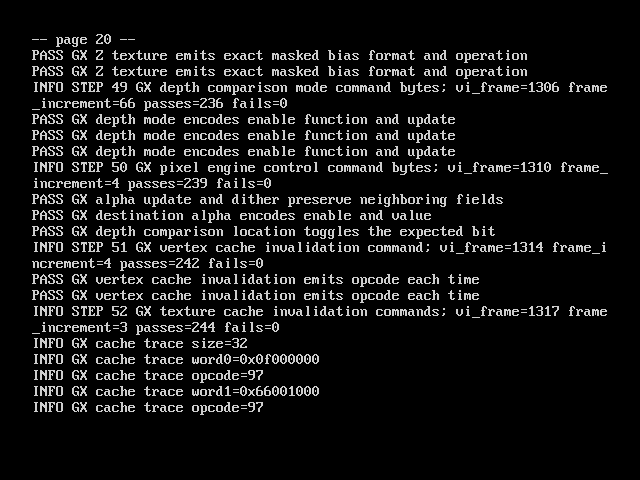 -- page 20 --
PASS GX Z texture emits exact masked bias format and operation
PASS GX Z texture emits exact masked bias format and operation
INFO STEP 49 GX depth comparison mode command bytes; vi_frame=1306 frame
_increment=66 passes=236 fails=0
PASS GX depth mode encodes enable function and update
PASS GX depth mode encodes enable function and update
PASS GX depth mode encodes enable function and update
INFO STEP 50 GX pixel engine control command bytes; vi_frame=1310 frame_
increment=4 passes=239 fails=0
PASS GX alpha update and dither preserve neighboring fields
PASS GX destination alpha encodes enable and value
PASS GX depth comparison location toggles the expected bit
INFO STEP 51 GX vertex cache invalidation command; vi_frame=1314 frame_i
ncrement=4 passes=242 fails=0
PASS GX vertex cache invalidation emits opcode each time
PASS GX vertex cache invalidation emits opcode each time
INFO STEP 52 GX texture cache invalidation commands; vi_frame=1317 frame
_increment=3 passes=244 fails=0
INFO GX cache trace size=32
INFO GX cache trace word0=0x0f000000
INFO GX cache trace opcode=97
INFO GX cache trace word1=0x66001000
INFO GX cache trace opcode=97